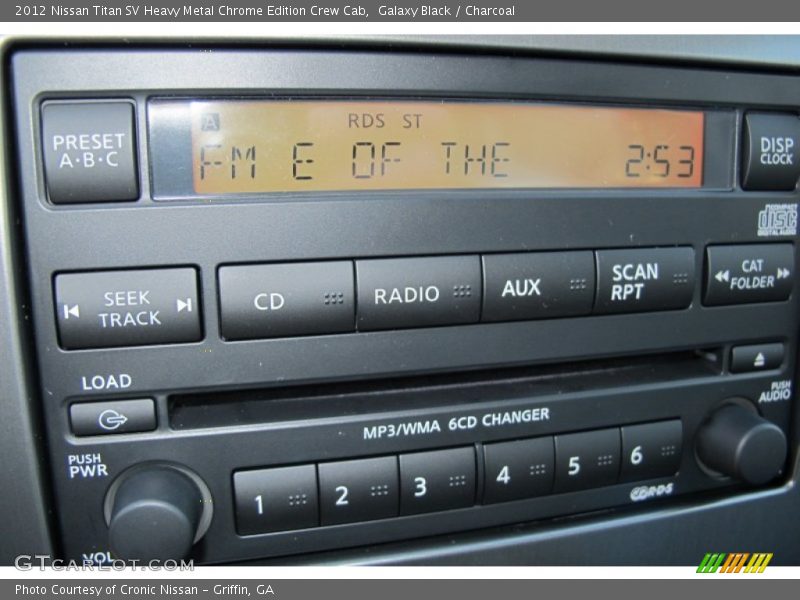 2012 Nissan Titan SV Heavy Metal Chrome Edition Crew Cab,  Galaxy Black / Charcoal
PRESET
A·B·C
A
RDS ST
FM E OF THE 2:53
DISP
CLOCK
COMPACT
disc
DIGITAL AUDIO
SEEK
TRACK
CD
RADIO
AUX
SCAN
RPT
CAT
FOLDER
LOAD
PUSH
AUDIO
MP3/WMA 6CD CHANGER
PUSH
PWR
1
2
3
4
5
6
RDS
VOL
GTCarLot.com
Photo Courtesy of Cronic Nissan – Griffin, GA